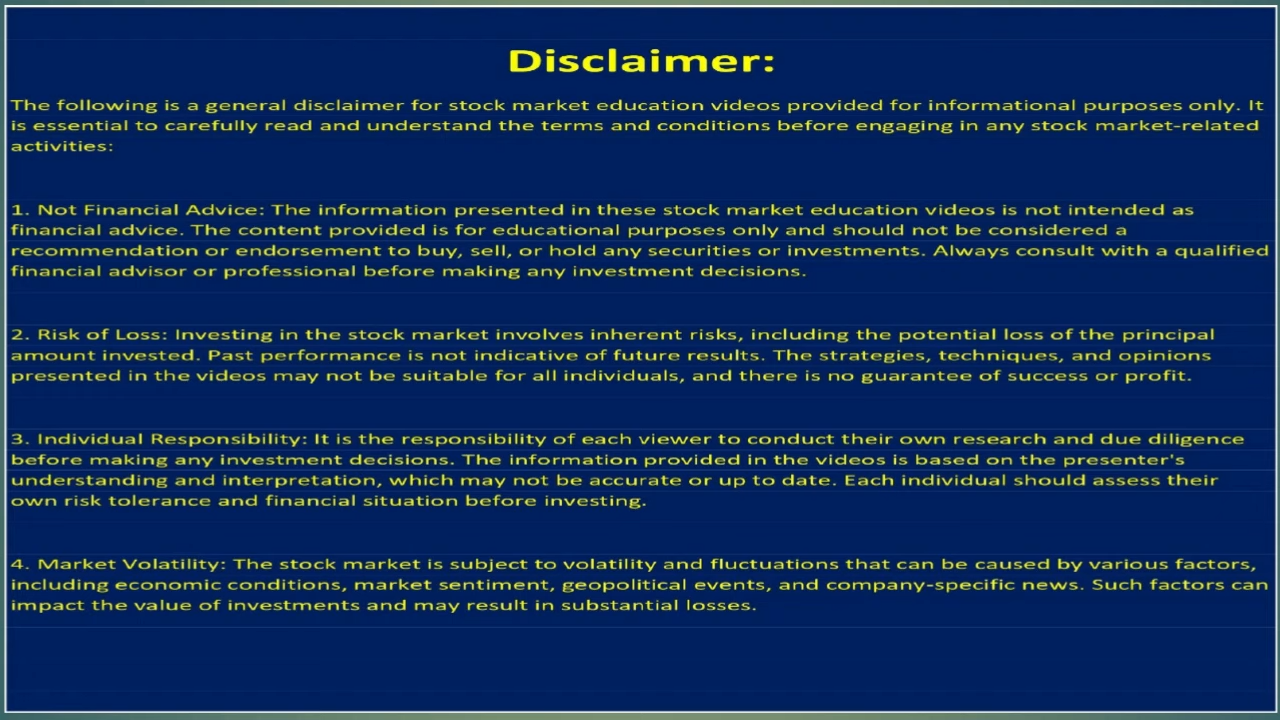 Disclaimer:
The following is a general disclaimer for stock market education videos provided for informational purposes only. It
is essential to carefully read and understand the terms and conditions before engaging in any stock market-related
activities:
1. Not Financial Advice: The information presented in these stock market education videos is not intended as
financial advice. The content provided is for educational purposes only and should not be considered a
recommendation or endorsement to buy, sell, or hold any securities or investments. Always consult with a qualified
financial advisor or professional before making any investment decisions.
2. Risk of Loss: Investing in the stock market involves inherent risks, including the potential loss of the principal
amount invested. Past performance is not indicative of future results. The strategies, techniques, and opinions
presented in the videos may not be suitable for all individuals, and there is no guarantee of success or profit.
3. Individual Responsibility: It is the responsibility of each viewer to conduct their own research and due diligence
before making any investment decisions. The information provided in the videos is based on the presenter's
understanding and interpretation, which may not be accurate or up to date. Each individual should assess their
own risk tolerance and financial situation before investing.
4. Market Volatility: The stock market is subject to volatility and fluctuations that can be caused by various factors,
including economic conditions, market sentiment, geopolitical events, and company-specific news. Such factors can
impact the value of investments and may result in substantial losses.